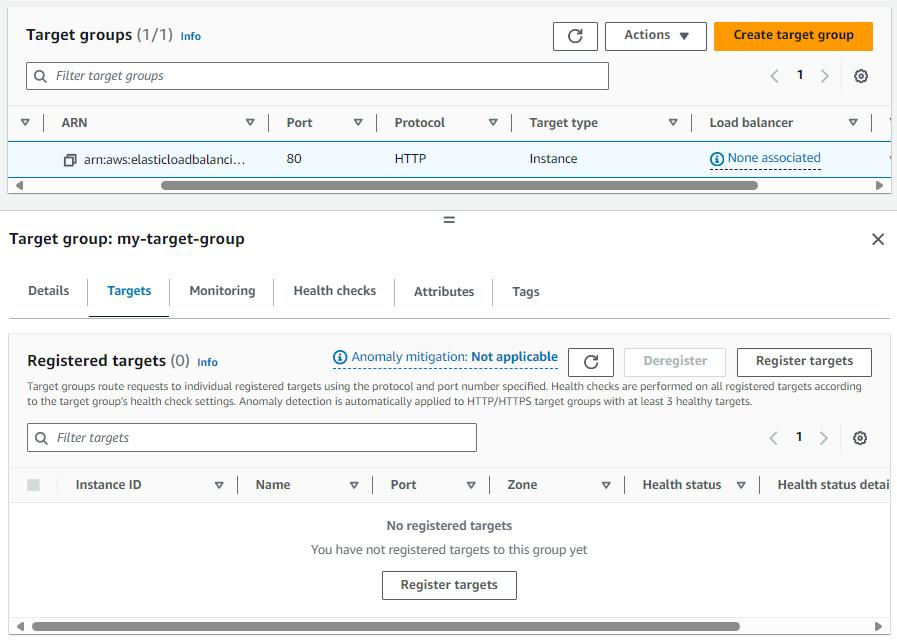 Target groups (1/1) Info
Actions
Create target group
Filter target groups
1
ARN Port Protocol Target type Load balancer
arn:aws:elasticloadbalanci... 80 HTTP Instance None associated
Target group: my-target-group
Details Targets Monitoring Health checks Attributes Tags
Registered targets (0) Info
Anomaly mitigation: Not applicable
Deregister
Register targets
Target groups route requests to individual registered targets using the protocol and port number specified. Health checks are performed on all registered targets according
to the target group's health check settings. Anomaly detection is automatically applied to HTTP/HTTPS target groups with at least 3 healthy targets.
Filter targets
1
Instance ID Name Port Zone Health status Health status detai
No registered targets
You have not registered targets to this group yet
Register targets